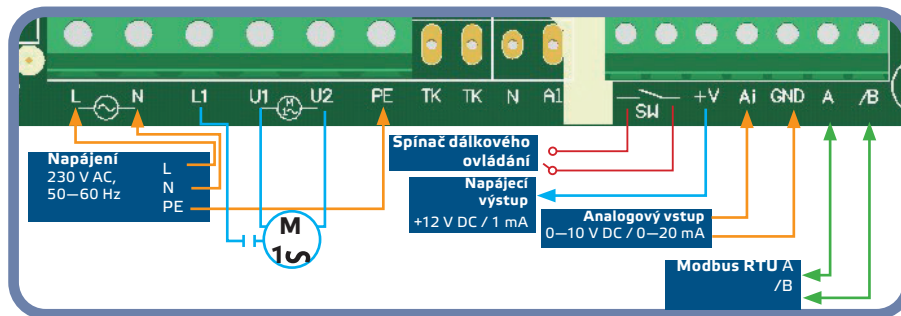 L N L1 U1 M 1~ U2 PE TK TK N A1 SW +V Ai GND A /B
Napájení
230 V AC,
50—60 Hz
L
N
PE
M
1
Spínač dálkového
ovládání
Napájecí
výstup
+12 V DC / 1 mA
Analogový vstup
0—10 V DC / 0—20 mA
Modbus RTU A
/B